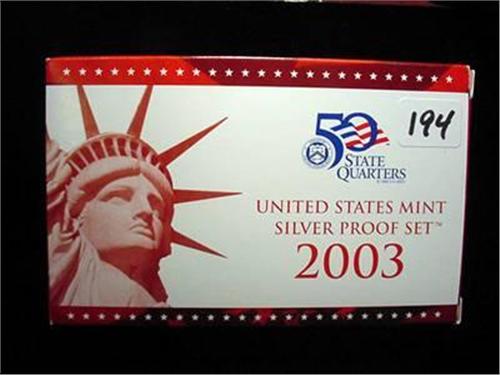 50
STATE
QUARTERS
194
UNITED STATES MINT
SILVER PROOF SET™
2003